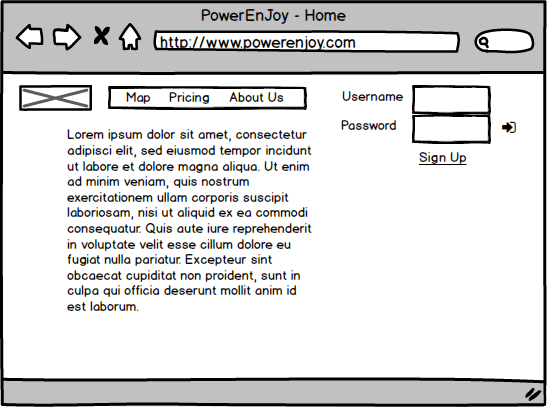 PowerEnJoy - Home
http://www.powerenjoy.com
Map Pricing About Us
Username
Password
Sign Up
Lorem ipsum dolor sit amet, consectetur
adipisci elit, sed eiusmod tempor incidunt
ut labore et dolore magna aliqua. Ut enim
ad minim veniam, quis nostrum
exercitationem ullam corporis suscipit
laboriosam, nisi ut aliquid ex ea commodi
consequatur. Quis aute iure reprehenderit
in voluptate velit esse cillum dolore eu
fugiat nulla pariatur. Excepteur sint
obcaecat cupiditat non proident, sunt in
culpa qui officia deserunt mollit anim id
est laborum.